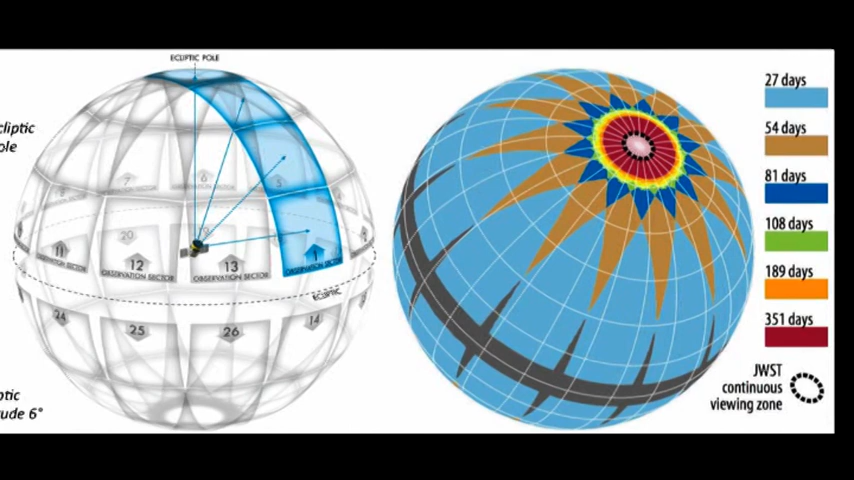 ECLIPTIC POLE
cliptic
ole
7
6
5
20
19
11
OBSERVATION SECTOR
12
OBSERVATION SECTOR
13
OBSERVATION SECTOR
1
OBSERVATION SECTOR
ECLIPTIC
24
25
26
14
ptic
ude 6°
27 days
54 days
81 days
108 days
189 days
351 days
JWST
continuous
viewing zone